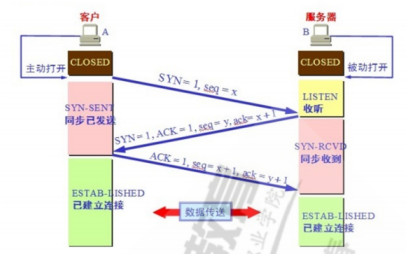 客户
服务器
A
B
主动打开
CLOSED
CLOSED
被动打开
SYN=1, seq=x
LISTEN
收听
SYN-SENT
同步已发送
SYN=1, ACK=1, seq=y, ack=x+1
SYN-RCVD
同步收到
ACK=1, seq=x+1, ack=y+1
ESTAB-LISHED
已建立连接
数据传送
ESTAB-LISHED
已建立连接